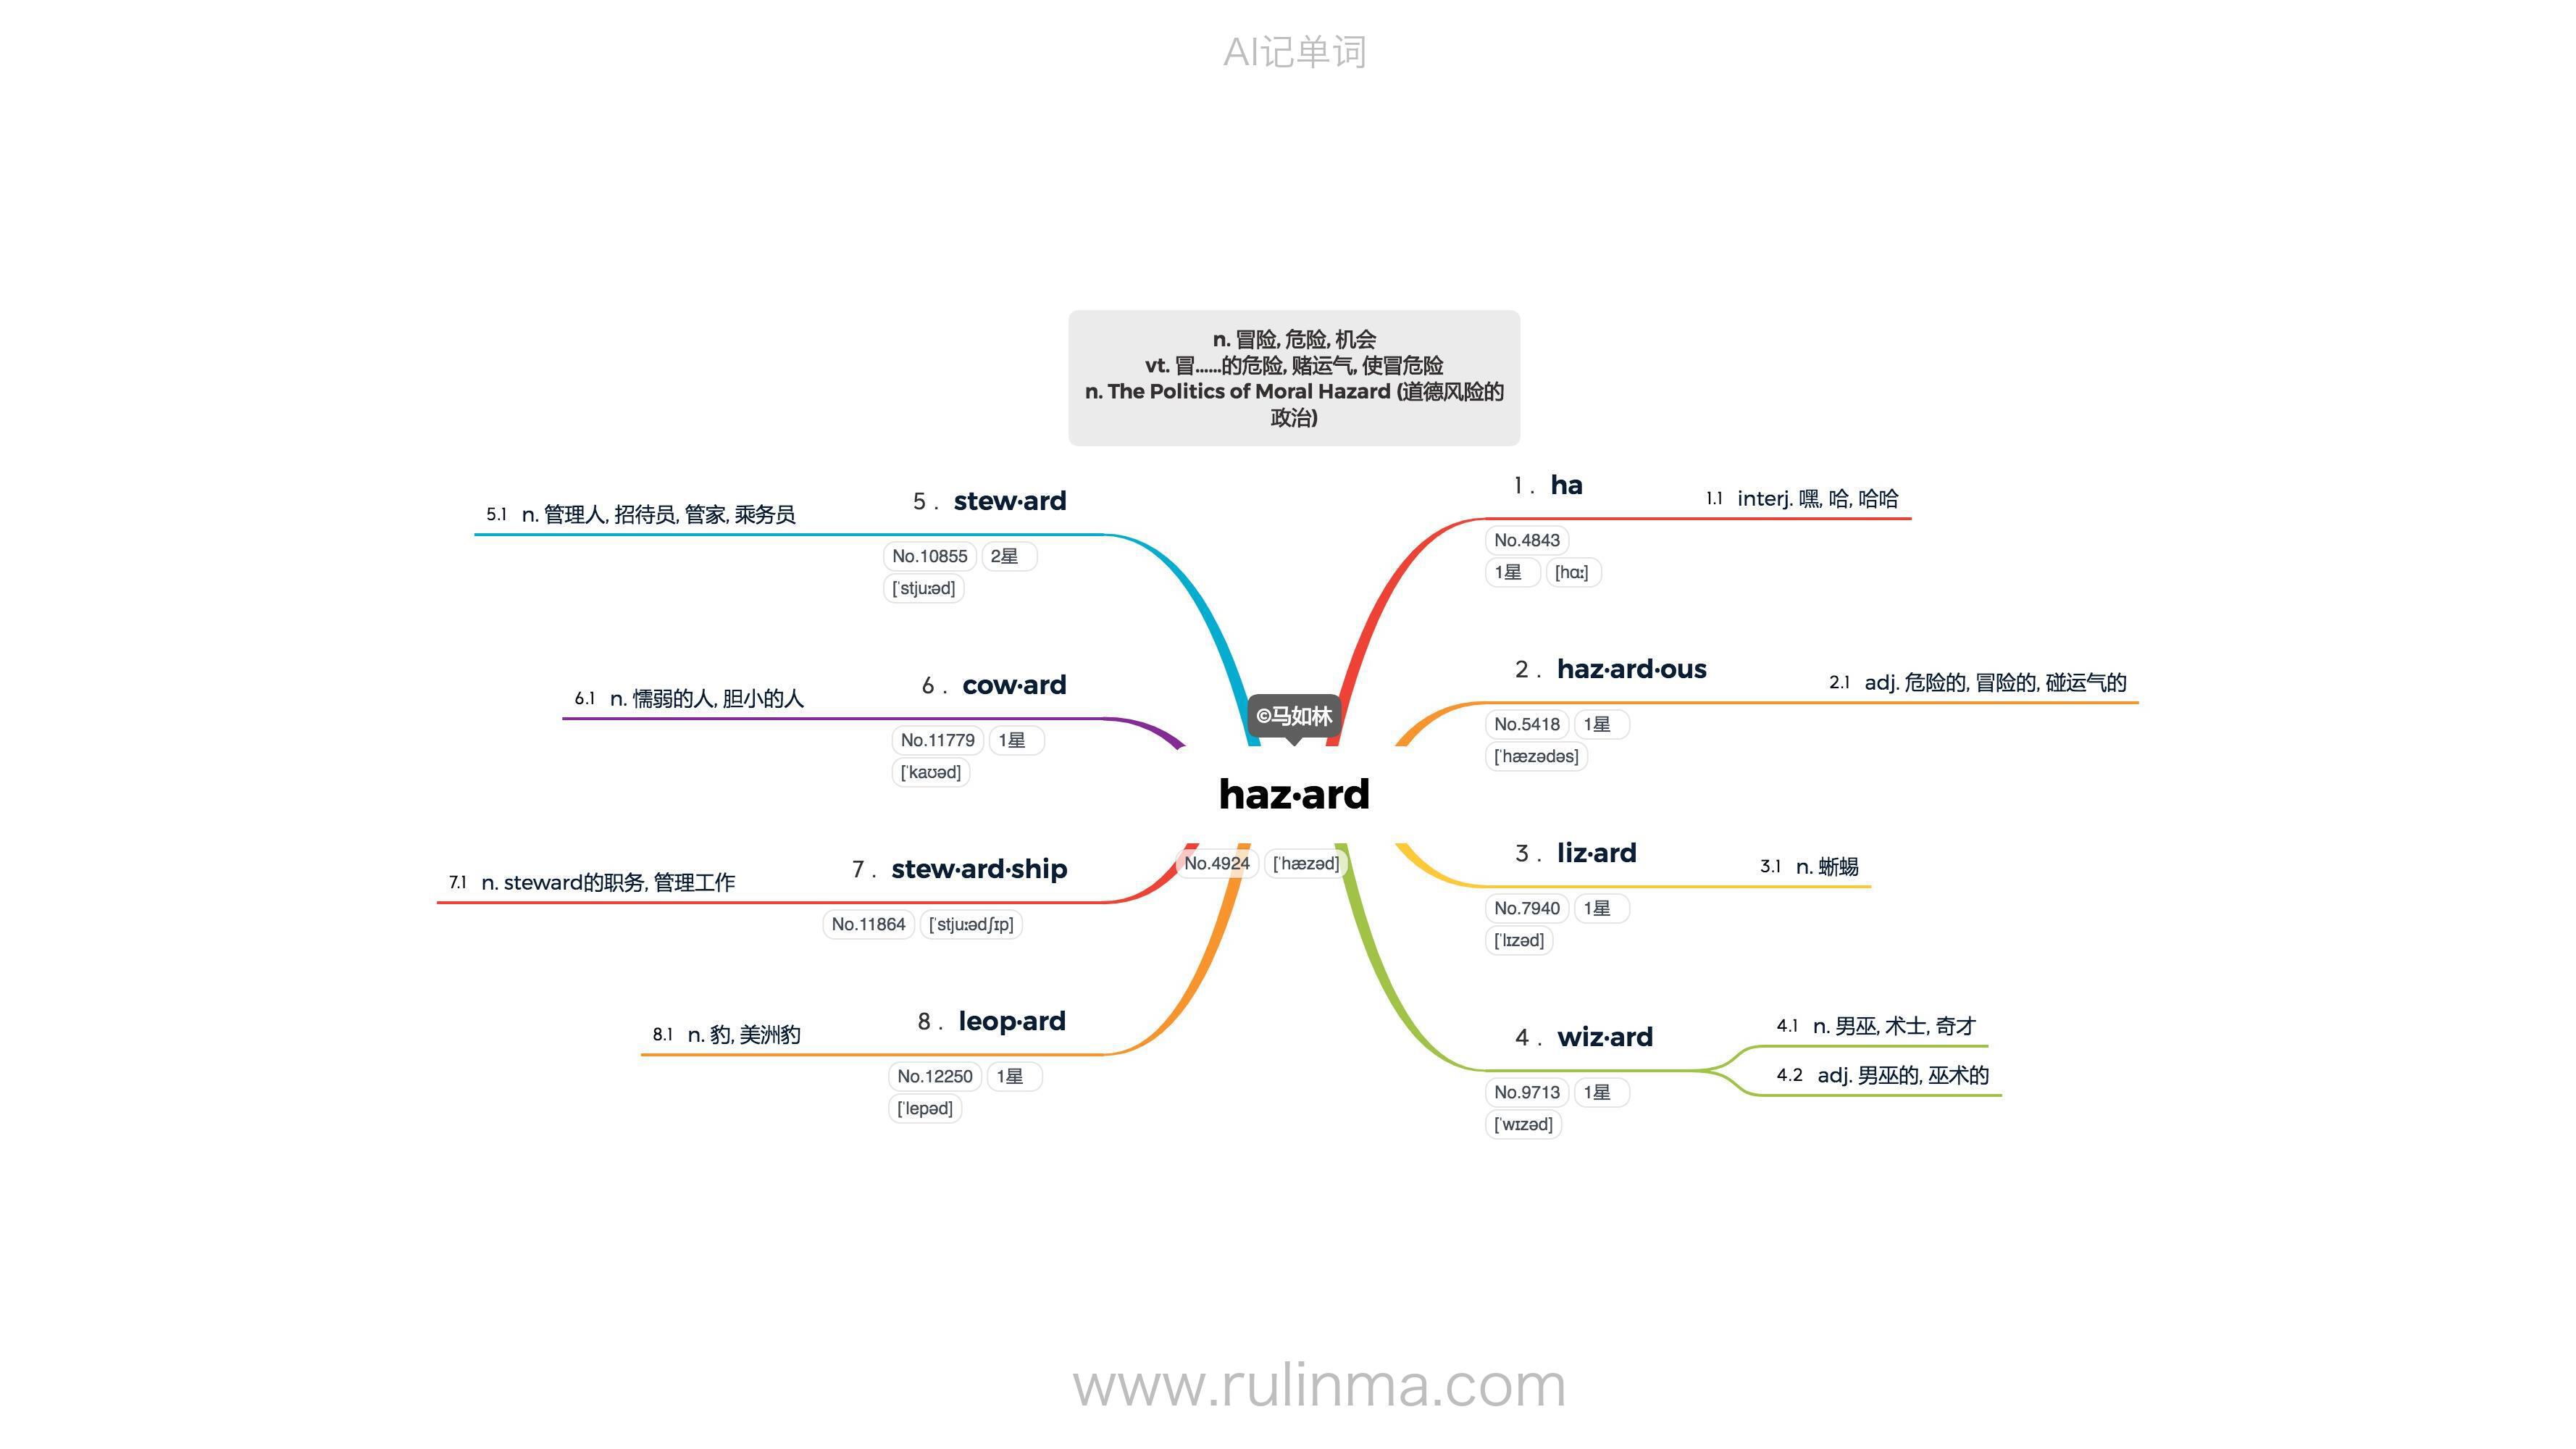 AI记单词
n. 冒险, 危险, 机会
vt. 冒......的危险, 赌运气, 使冒危险
n. The Politics of Moral Hazard (道德风险的
政治)
©马如林
haz·ard
No.4924 [ˈhæzəd]
1. ha
No.4843
1星 [hɑː]
1.1 interj. 嘿, 哈, 哈哈
2. haz·ard·ous
No.5418 1星
[ˈhæzədəs]
2.1 adj. 危险的, 冒险的, 碰运气的
3. liz·ard
No.7940 1星
[ˈlɪzəd]
3.1 n. 蜥蜴
4. wiz·ard
No.9713 1星
[ˈwɪzəd]
4.1 n. 男巫, 术士, 奇才
4.2 adj. 男巫的, 巫术的
5. stew·ard
No.10855 2星
[ˈstjuːəd]
5.1 n. 管理人, 招待员, 管家, 乘务员
6. cow·ard
No.11779 1星
[ˈkaʊəd]
6.1 n. 懦弱的人, 胆小的人
7. stew·ard·ship
No.11864 [ˈstjuːədʃɪp]
7.1 n. steward的职务, 管理工作
8. leop·ard
No.12250 1星
[ˈlepəd]
8.1 n. 豹, 美洲豹
www.rulinma.com